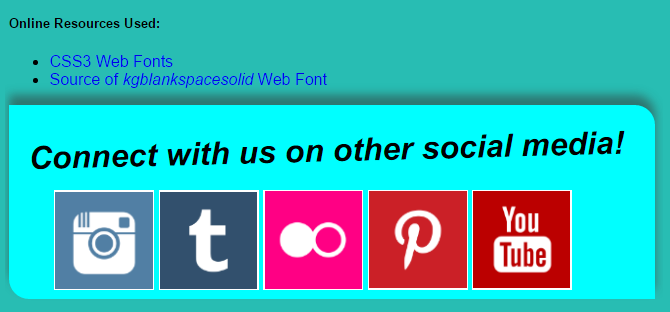 Online Resources Used:
CSS3 Web Fonts
Source of kgblankspacesolid Web Font
Connect with us on other social media!
t
You
Tube